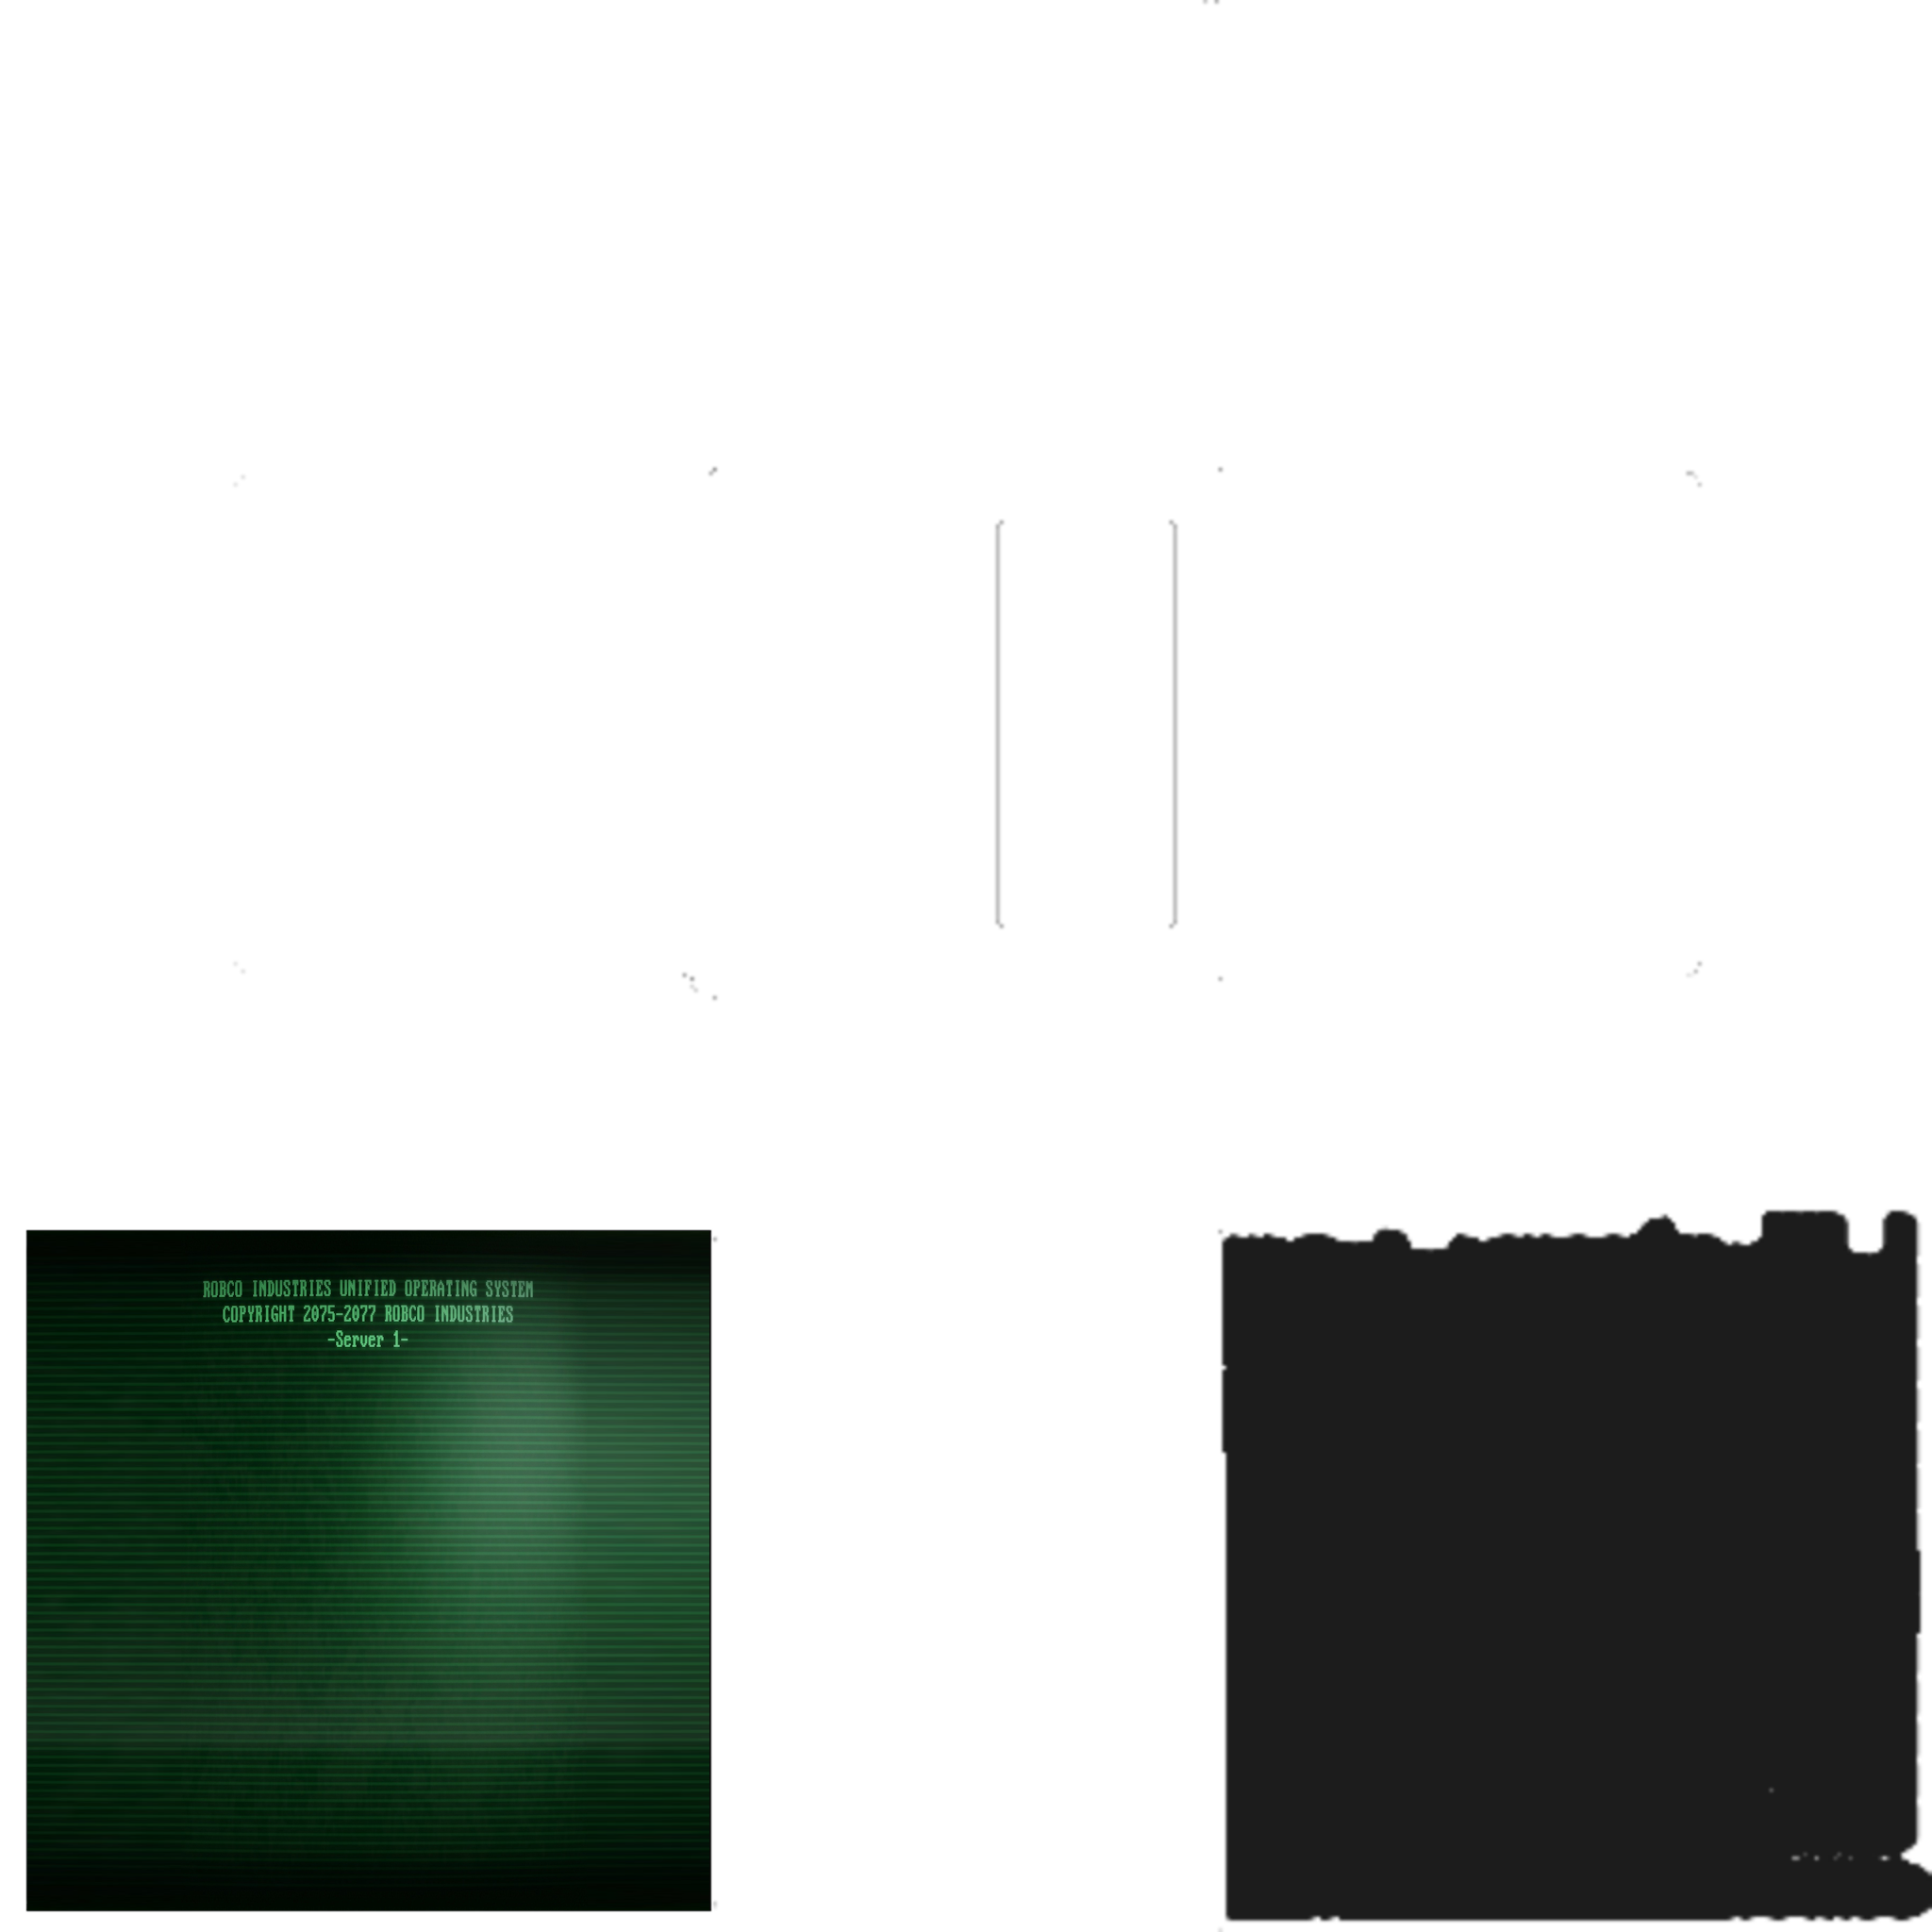 ROBCO INDUSTRIES UNIFIED OPERATING SYSTEM
COPYRIGHT 2075-2077 ROBCO INDUSTRIES
-Server 1-